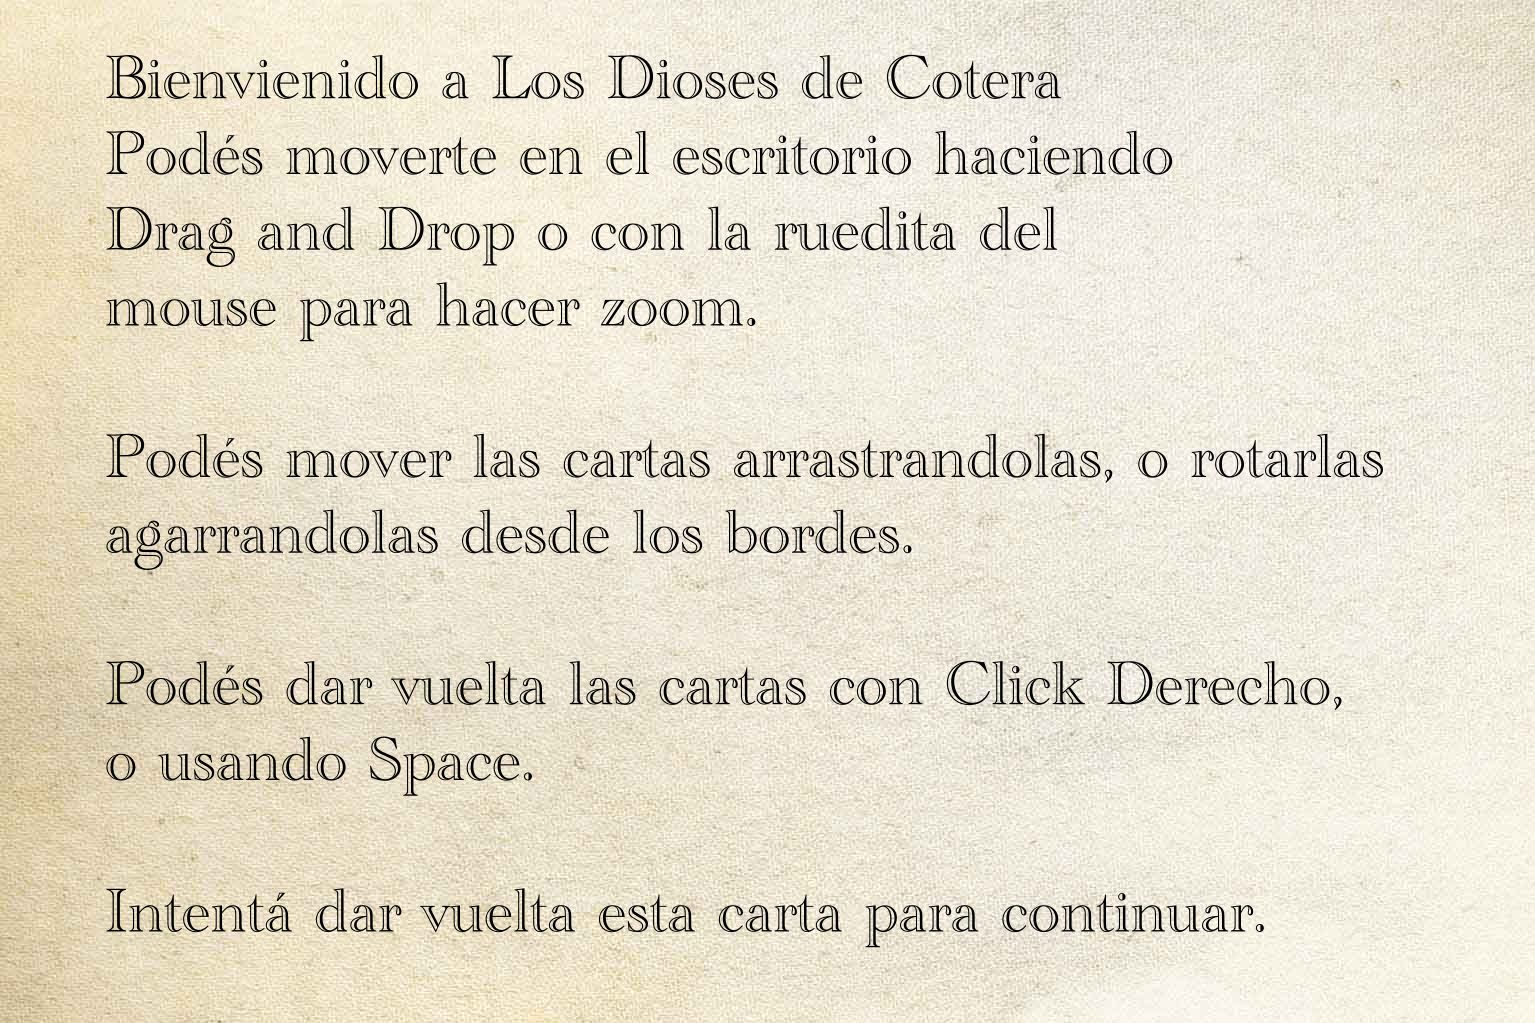 Bienvienido a Los Dioses de Cotera
Podés moverte en el escritorio haciendo
Drag and Drop o con la ruedita del
mouse para hacer zoom.
Podés mover las cartas arrastrandolas, o rotarlas
agarrandolas desde los bordes.
Podés dar vuelta las cartas con Click Derecho,
o usando Space.
Intentá dar vuelta esta carta para continuar.